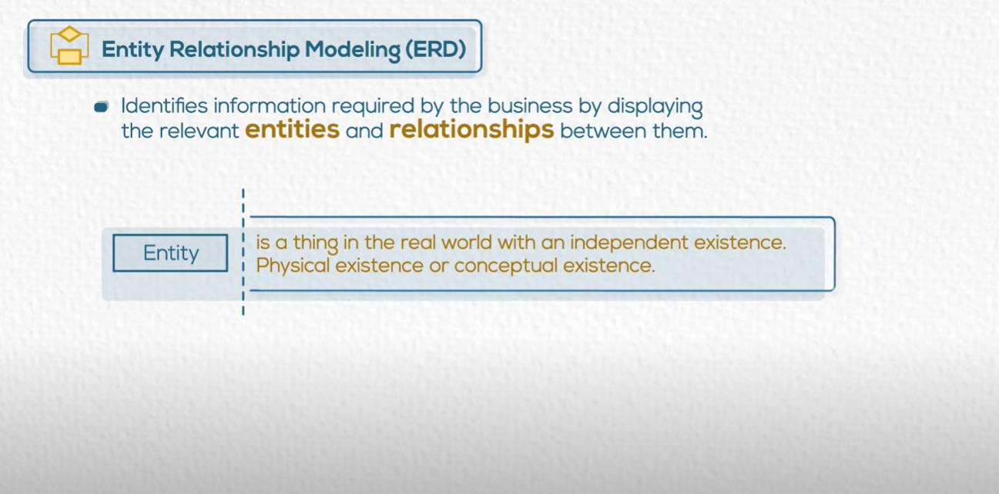 Entity Relationship Modeling (ERD)
Identifies information required by the business by displaying
the relevant entities and relationships between them.
Entity
is a thing in the real world with an independent existence.
Physical existence or conceptual existence.